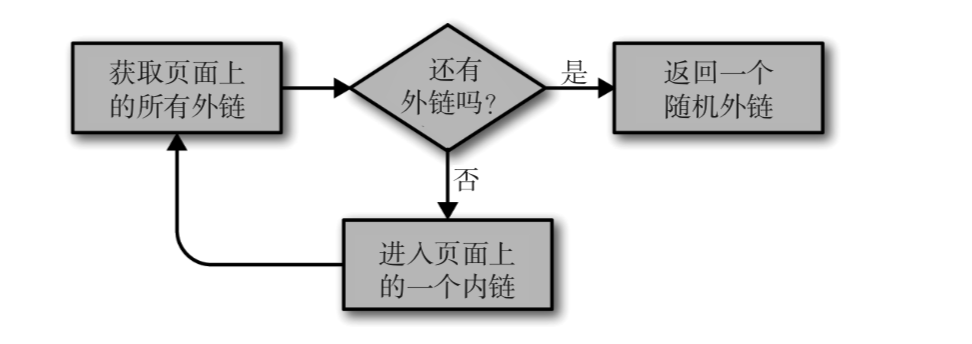 获取页面上
的所有外链
还有
外链吗？
是
返回一个
随机外链
否
进入页面上
的一个内链